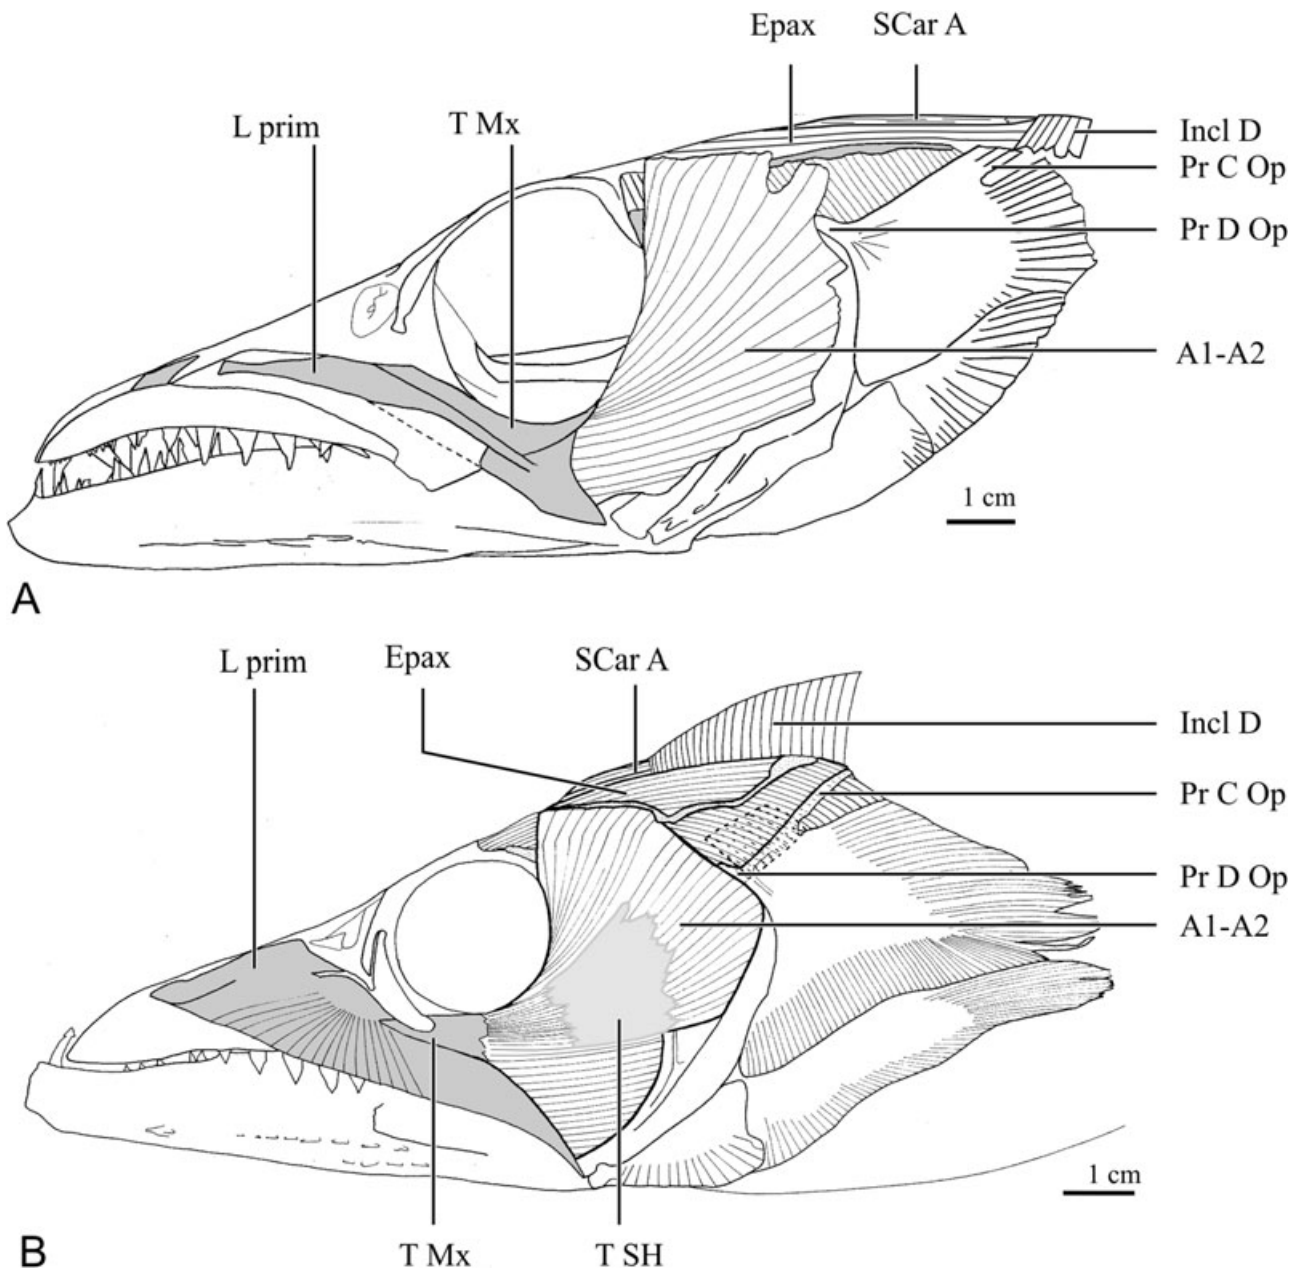 Epax SCar A
L prim T Mx
Incl D
Pr C Op
Pr D Op
A1-A2
1 cm
A
L prim Epax SCar A
Incl D
Pr C Op
Pr D Op
A1-A2
1 cm
B T Mx T SH